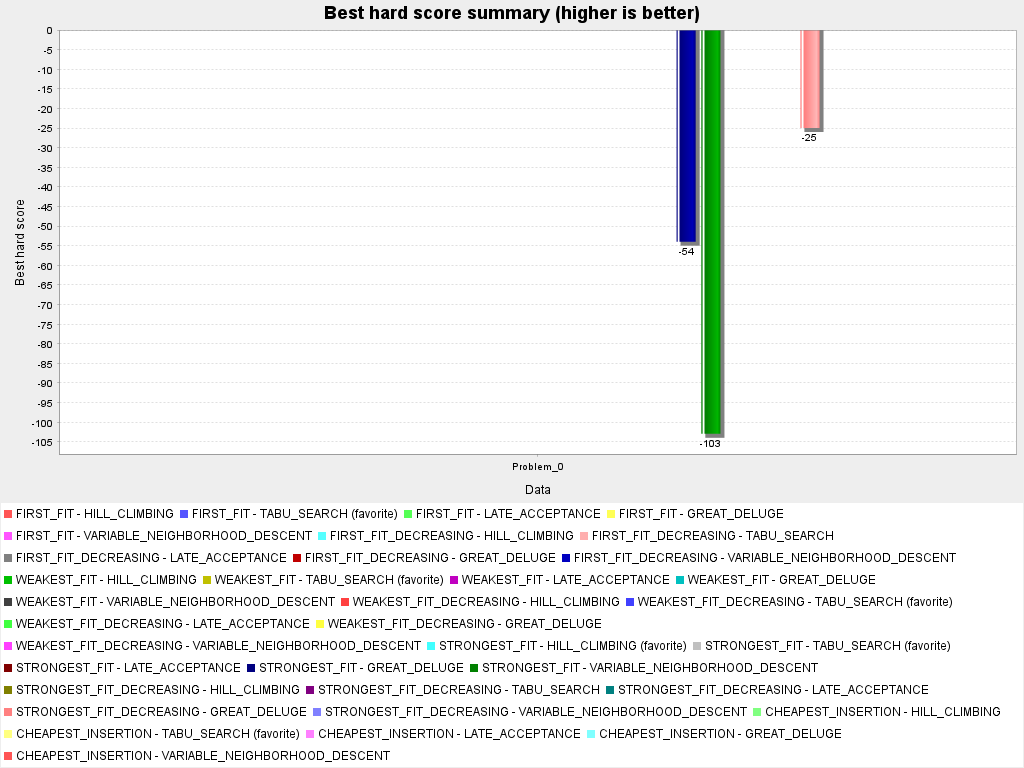 Best hard score summary (higher is better)
0
-5
-10
-15
-20
-25
-30
-35
-40
-45
-50
-55
-60
-65
-70
-75
-80
-85
-90
-95
-100
-105
Best hard score
-54
-103
-25
Problem_0
Data
FIRST_FIT - HILL_CLIMBING FIRST_FIT - TABU_SEARCH (favorite) FIRST_FIT - LATE_ACCEPTANCE FIRST_FIT - GREAT_DELUGE
FIRST_FIT - VARIABLE_NEIGHBORHOOD_DESCENT FIRST_FIT_DECREASING - HILL_CLIMBING FIRST_FIT_DECREASING - TABU_SEARCH
FIRST_FIT_DECREASING - LATE_ACCEPTANCE FIRST_FIT_DECREASING - GREAT_DELUGE FIRST_FIT_DECREASING - VARIABLE_NEIGHBORHOOD_DESCENT
WEAKEST_FIT - HILL_CLIMBING WEAKEST_FIT - TABU_SEARCH (favorite) WEAKEST_FIT - LATE_ACCEPTANCE WEAKEST_FIT - GREAT_DELUGE
WEAKEST_FIT - VARIABLE_NEIGHBORHOOD_DESCENT WEAKEST_FIT_DECREASING - HILL_CLIMBING WEAKEST_FIT_DECREASING - TABU_SEARCH (favorite)
WEAKEST_FIT_DECREASING - LATE_ACCEPTANCE WEAKEST_FIT_DECREASING - GREAT_DELUGE
WEAKEST_FIT_DECREASING - VARIABLE_NEIGHBORHOOD_DESCENT STRONGEST_FIT - HILL_CLIMBING (favorite) STRONGEST_FIT - TABU_SEARCH (favorite)
STRONGEST_FIT - LATE_ACCEPTANCE STRONGEST_FIT - GREAT_DELUGE STRONGEST_FIT - VARIABLE_NEIGHBORHOOD_DESCENT
STRONGEST_FIT_DECREASING - HILL_CLIMBING STRONGEST_FIT_DECREASING - TABU_SEARCH STRONGEST_FIT_DECREASING - LATE_ACCEPTANCE
STRONGEST_FIT_DECREASING - GREAT_DELUGE STRONGEST_FIT_DECREASING - VARIABLE_NEIGHBORHOOD_DESCENT CHEAPEST_INSERTION - HILL_CLIMBING
CHEAPEST_INSERTION - TABU_SEARCH (favorite) CHEAPEST_INSERTION - LATE_ACCEPTANCE CHEAPEST_INSERTION - GREAT_DELUGE
CHEAPEST_INSERTION - VARIABLE_NEIGHBORHOOD_DESCENT